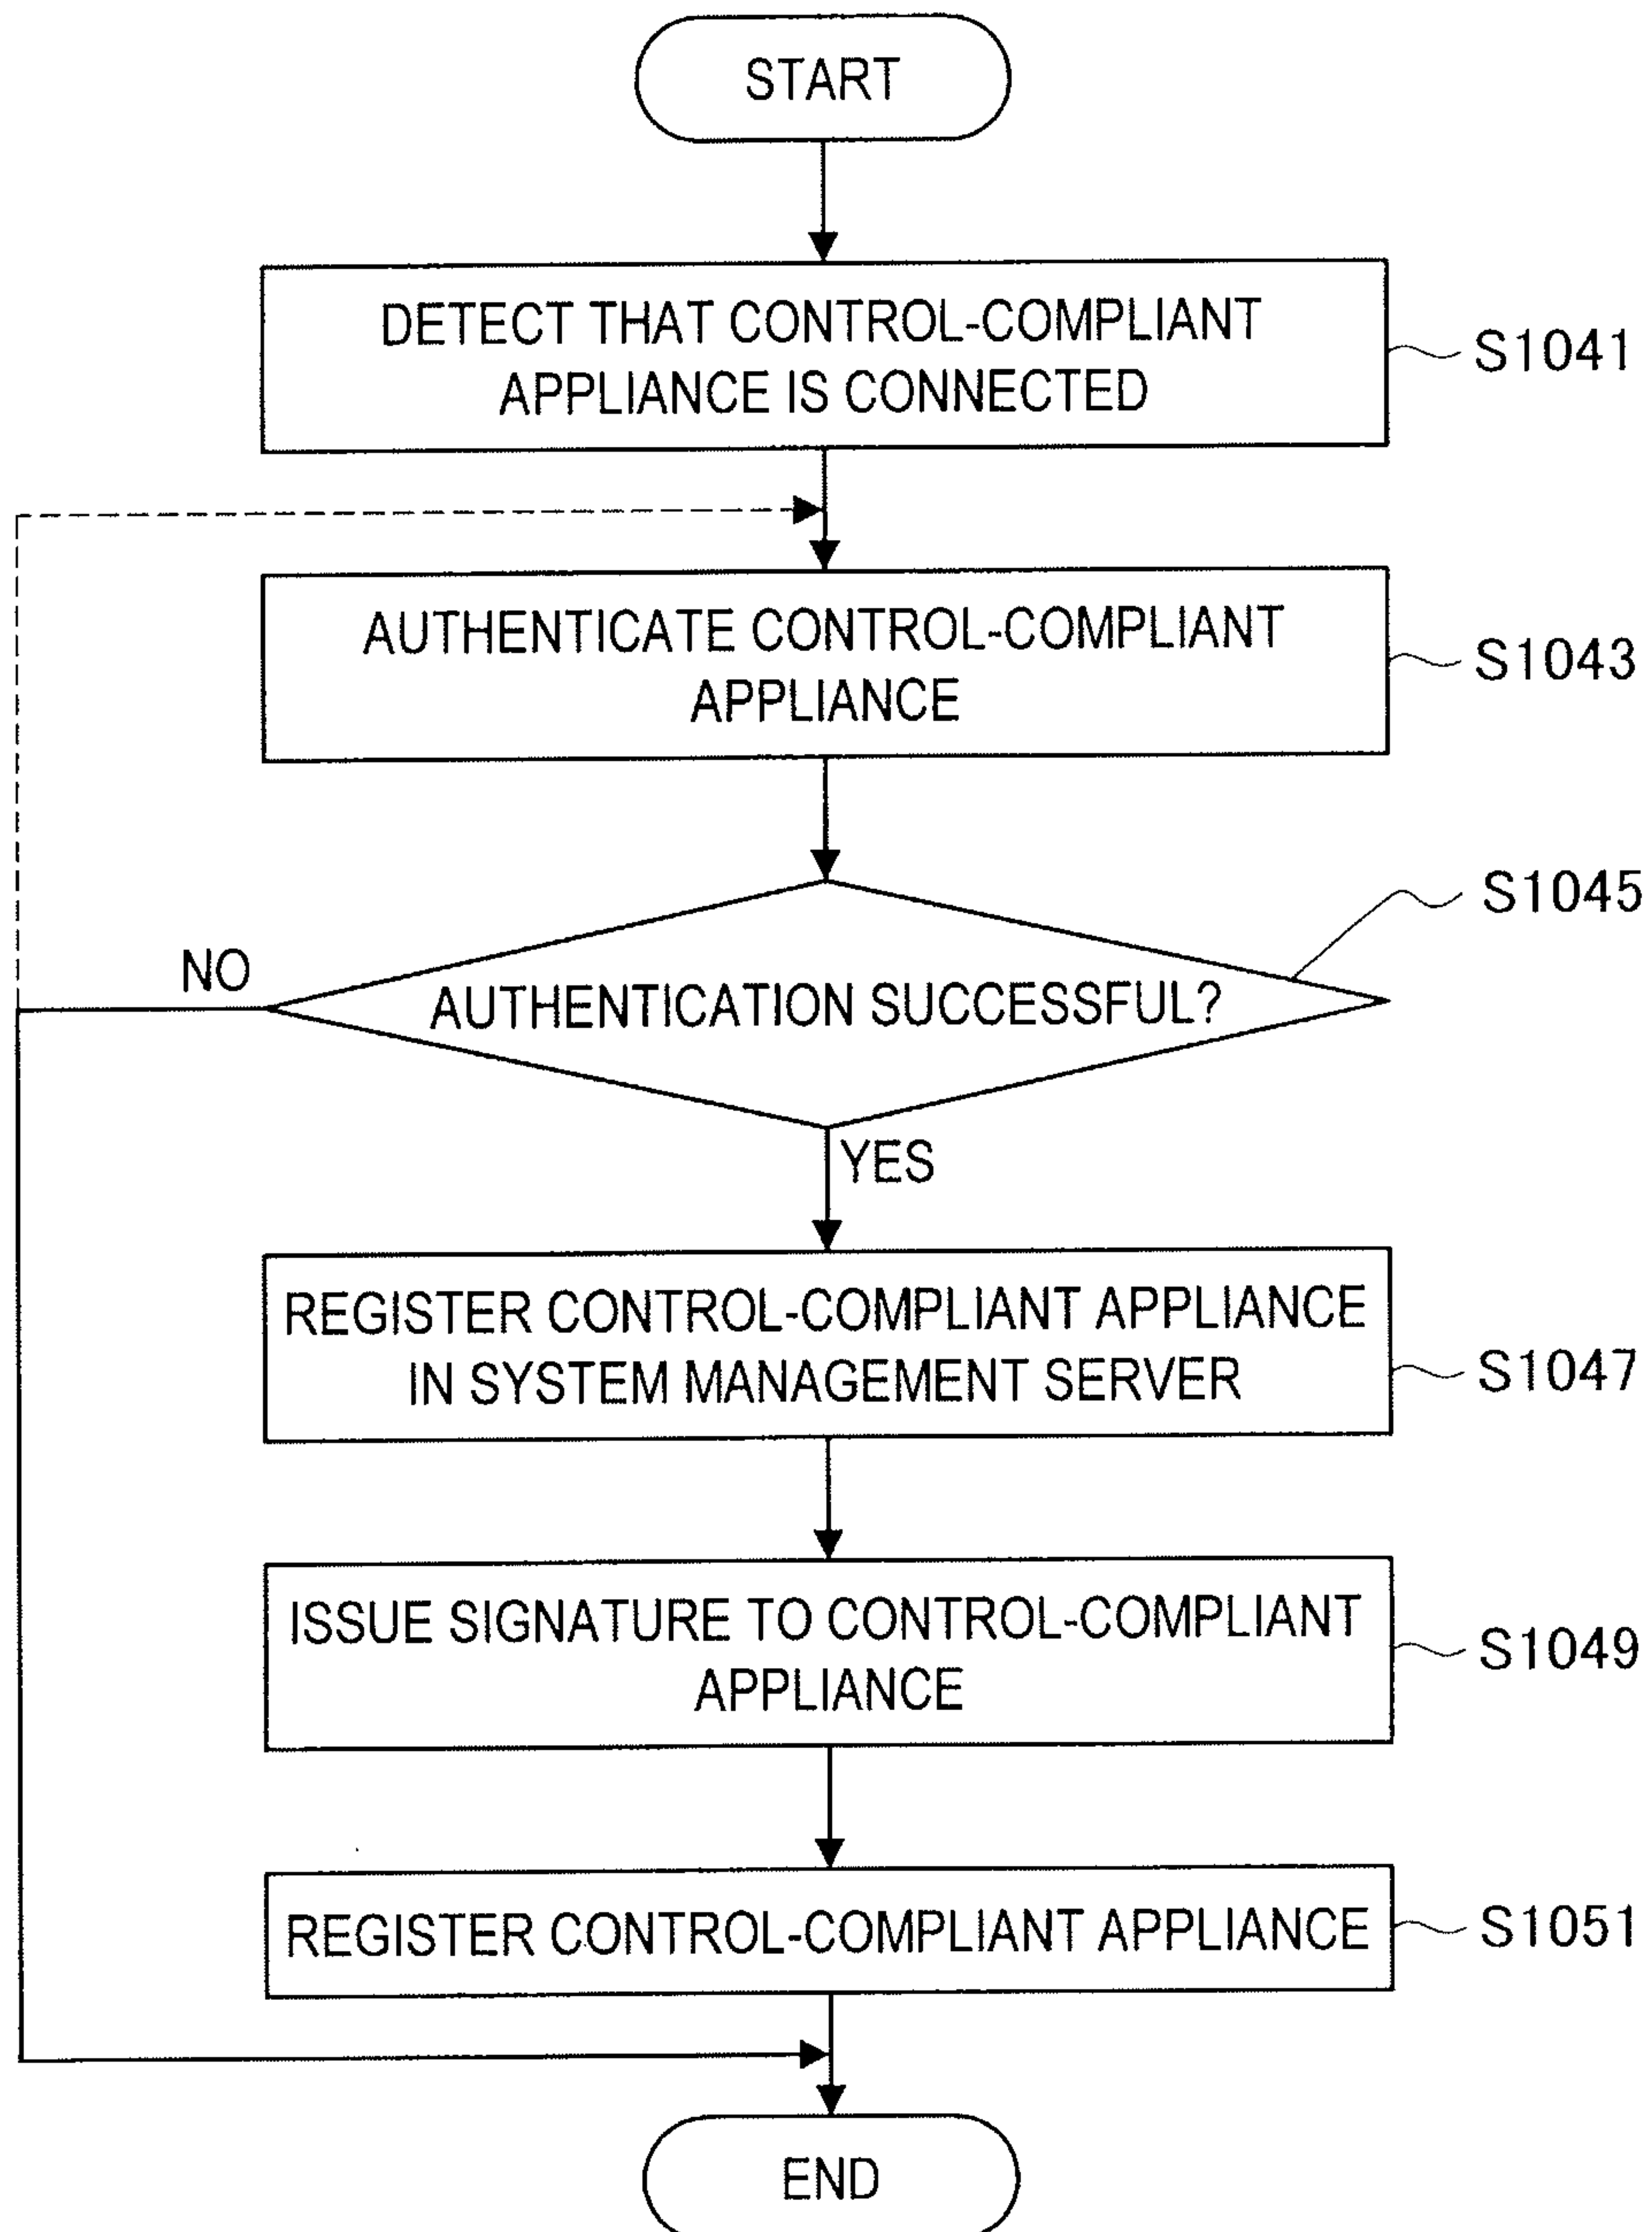 START
DETECT THAT CONTROL-COMPLIANT
APPLIANCE IS CONNECTED
S1041
AUTHENTICATE CONTROL-COMPLIANT
APPLIANCE
S1043
S1045
NO
AUTHENTICATION SUCCESSFUL?
YES
REGISTER CONTROL-COMPLIANT APPLIANCE
IN SYSTEM MANAGEMENT SERVER
S1047
ISSUE SIGNATURE TO CONTROL-COMPLIANT
APPLIANCE
S1049
REGISTER CONTROL-COMPLIANT APPLIANCE
S1051
END